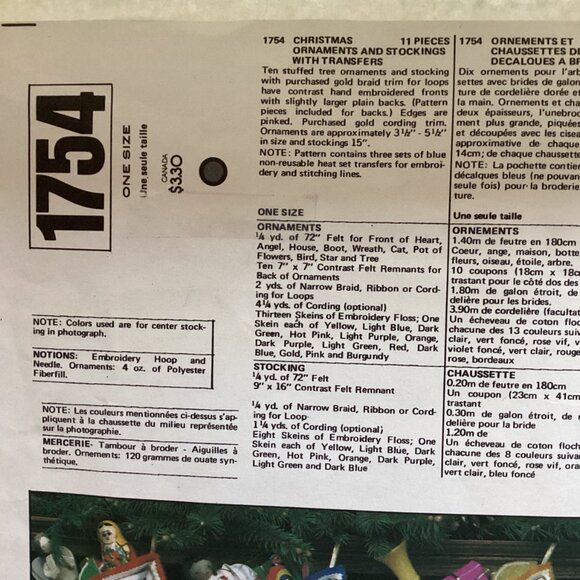 1754
ONE SIZE
Une seule taille
CANADA
$3.30
1754 CHRISTMAS 11 PIECES
ORNAMENTS AND STOCKINGS
WITH TRANSFERS
Ten stuffed tree ornaments and stocking
with purchased gold braid trim for loops
have contrast hand embroidered fronts
with slightly larger plain backs. (Pattern
pieces included for backs.) Edges are
pinked. Purchased gold cording trim.
Ornaments are approximately 3½" - 5½"
in size and stockings 15".
NOTE: Pattern contains three sets of blue
non-reusable heat set transfers for embroi-
dery and stitching lines.
ONE SIZE
ORNAMENTS
¼ yd. of 72" Felt for Front of Heart,
Angel, House, Boot, Wreath, Cat, Pot of
Flowers, Bird, Star and Tree
Ten 7" x 7" Contrast Felt Remnants for
Back of Ornaments
2 yds. of Narrow Braid, Ribbon or Cord-
ing for Loops
4¼ yds. of Cording (optional)
Thirteen Skeins of Embroidery Floss; One
Skein each of Yellow, Light Blue, Dark
Green, Hot Pink, Light Purple, Orange,
Dark Purple, Light Green, Red, Dark
Blue, Gold, Pink and Burgundy
STOCKING
¼ yd. of 72" Felt
9" x 16" Contrast Felt Remnant
¼ yd. of Narrow Braid, Ribbon or Cord-
ing for Loop
1¼ yds. of Cording (optional)
Eight Skeins of Embroidery Floss; One
Skein each of Yellow, Light Blue, Dark
Green, Hot Pink, Orange, Dark Purple,
Light Green and Dark Blue
1754 ORNEMENTS ET
CHAUSSETTES DE
DECALQUES A BR
Dix ornements pour l'arb
settes avec brides de galon
ture de cordelière dorée et
la main. Ornements et cha
deux épaisseurs, l'unebrod
ment plus grande, piquées
et découpées avec les cisea
approximative de chaque
14cm; de chaque chaussett
NOTE: La pochette contien
décalques bleus (ne pouvan
seule fois) pour la broderie
ture.
Une seule taille
ORNEMENTS
1.40m de feutre en 180cm
Coeur, ange, maison, botte
fleurs, oiseau, étoile, arbre.
10 coupons (18cm x 18c
trastant pour le côté dos des
1.80m de galon étroit, de
delière pour les brides.
3.90m de cordelière (facultat
Un écheveau de coton floc
chacune des 13 couleurs suiv
clair, vert foncé, rose vif, v
violet foncé, vert clair, roug
rose, bordeaux
CHAUSSETTE
0.20m de feutre en 180cm
Un coupon (23cm x 41cm
trastant
0.30m de galon étroit, de r
delière pour la bride
1.20m de
Un écheveau de coton floch
chacune des 8 couleurs suivan
clair, vert foncé, rose vif, oran
vert clair, bleu foncé
NOTE: Colors used are for center stock-
ing in photograph.
NOTIONS: Embroidery Hoop and
Needle. Ornaments: 4 oz. of Polyester
Fiberfill.
NOTE: Les couleurs mentionnées ci-dessus s'ap-
pliquent à la chaussette du milieu représentée
sur la photographie.
MERCERIE- Tambour à broder - Aiguilles à
broder. Ornements: 120 grammes de ouate syn-
thétique.